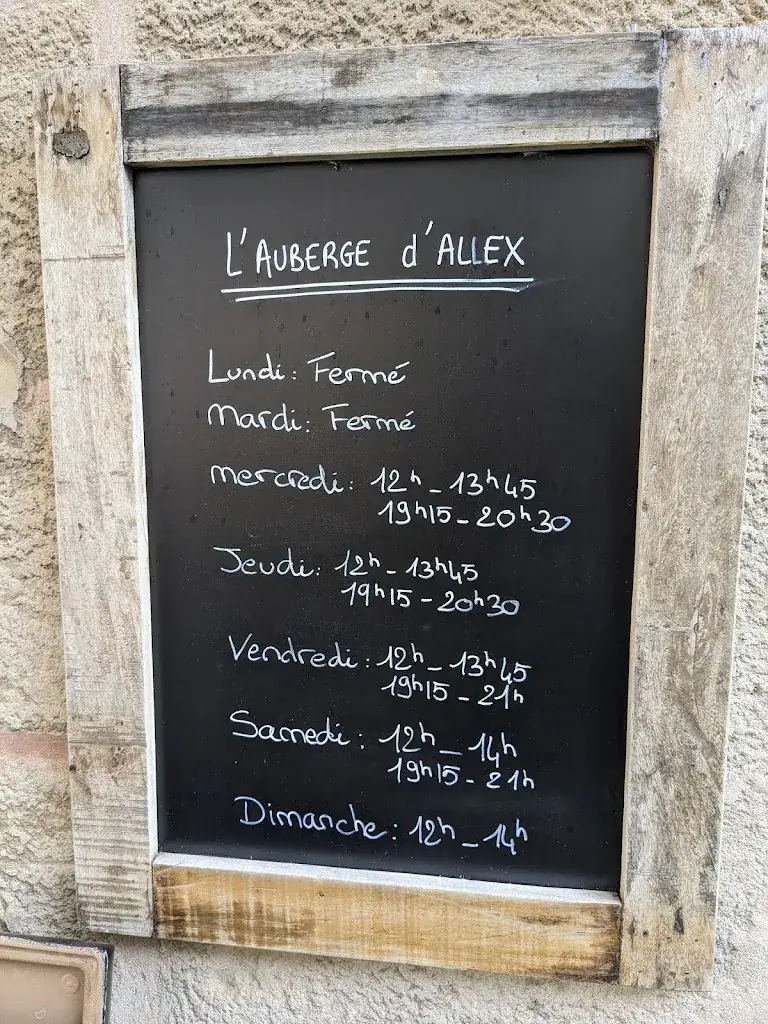 L'AUBERGE d'ALLEX
Lundi: Fermé
Mardi: Fermé
mercredi: 12h - 13h45
19h15 - 20h30
Jeudi: 12h - 13h45
19h15 - 20h30
Vendredi: 12h - 13h45
19h15 - 21h
Samedi: 12h - 14h
19h15 - 21h
Dimanche: 12h - 14h